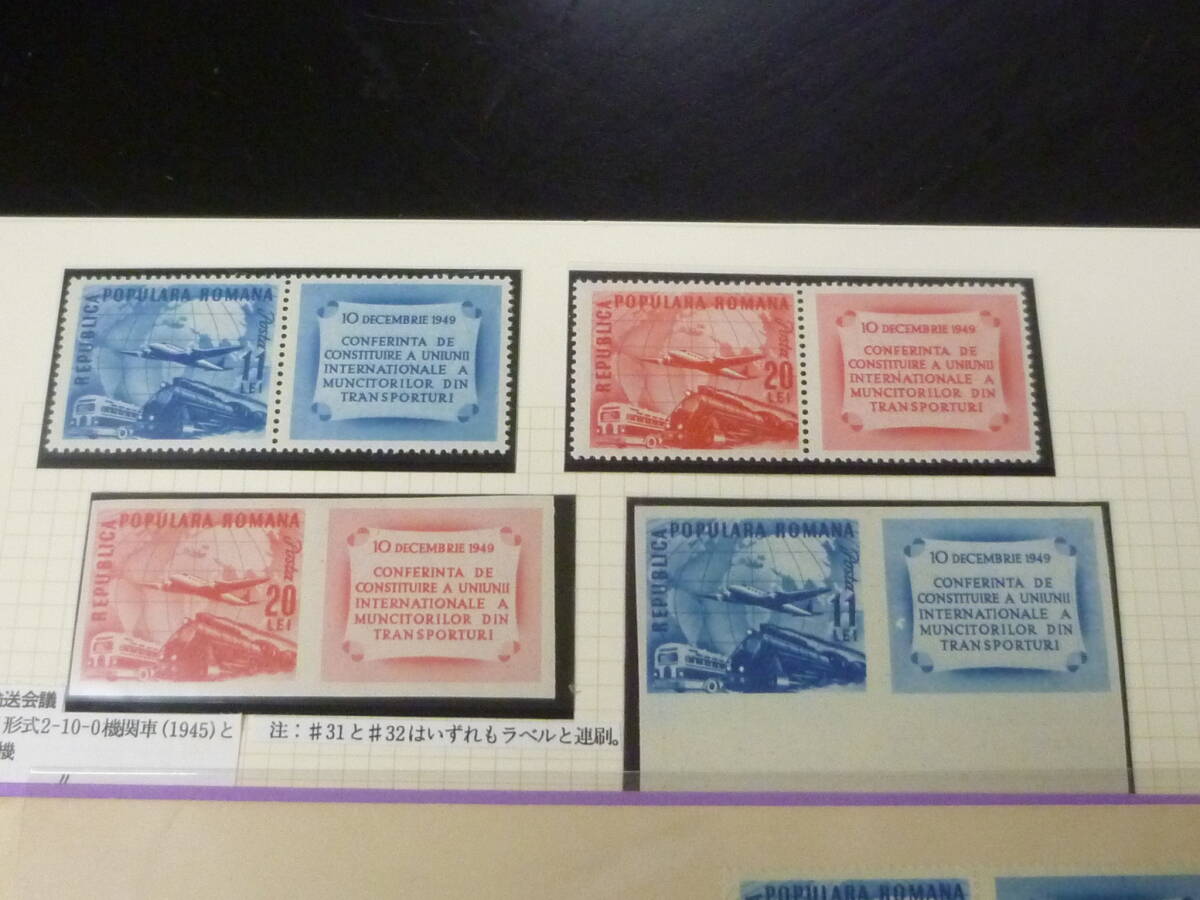 REPUBLICA POPULARA ROMANA
Posta
11
LEI
10 DECEMBRIE 1949
CONFERINTA DE
CONSTITUIRE A UNIUNII
INTERNATIONALE A
MUNCITORILOR DIN
TRANSPORTURI
REPUBLICA POPULARA ROMANA
Posta
20
LEI
10 DECEMBRIE 1949
CONFERINTA DE
CONSTITUIRE A UNIUNII
INTERNATIONALE A
MUNCITORILOR DIN
TRANSPORTURI
REPUBLICA POPULARA ROMANA
Posta
20
LEI
10 DECEMBRIE 1949
CONFERINTA DE
CONSTITUIRE A UNIUNII
INTERNATIONALE A
MUNCITORILOR DIN
TRANSPORTURI
REPUBLICA POPULARA ROMANA
Posta
11
LEI
10 DECEMBRIE 1949
CONFERINTA DE
CONSTITUIRE A UNIUNII
INTERNATIONALE A
MUNCITORILOR DIN
TRANSPORTURI
送会議
形式2-10-0機関車(1945)と
機
〃
注：#31と#32はいずれもラベルと連刷。
POPULARA ROMANA